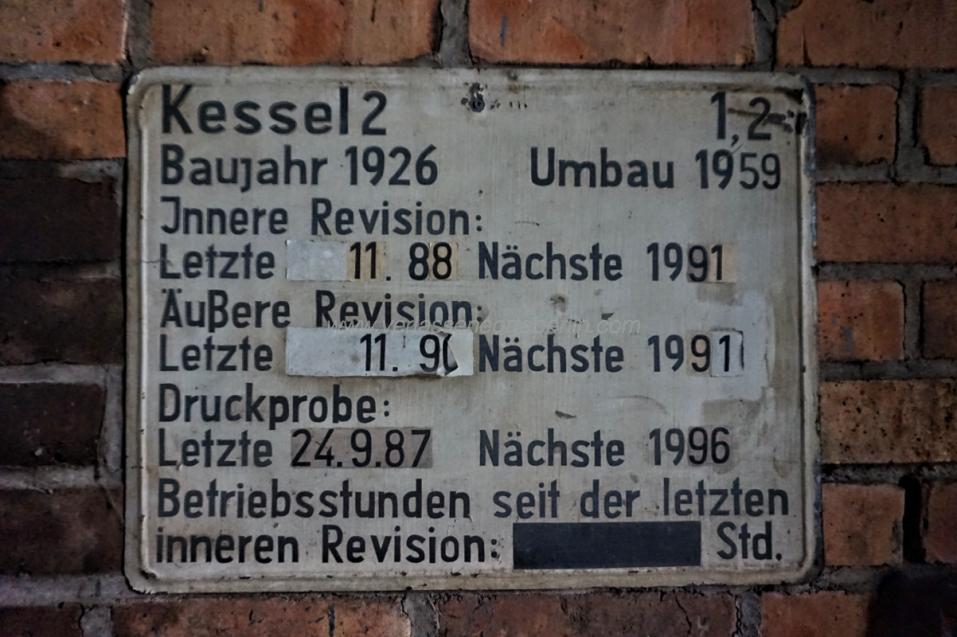 Kessel 2 1,2
Baujahr 1926 Umbau 1959
Jnnere Revision:
Letzte 11. 88 Nächste 1991
Äußere Revision:
Letzte 11. 90 Nächste 1991
Druckprobe:
Letzte 24.9.87 Nächste 1996
Betriebsstunden seit der letzten
inneren Revision: Std.